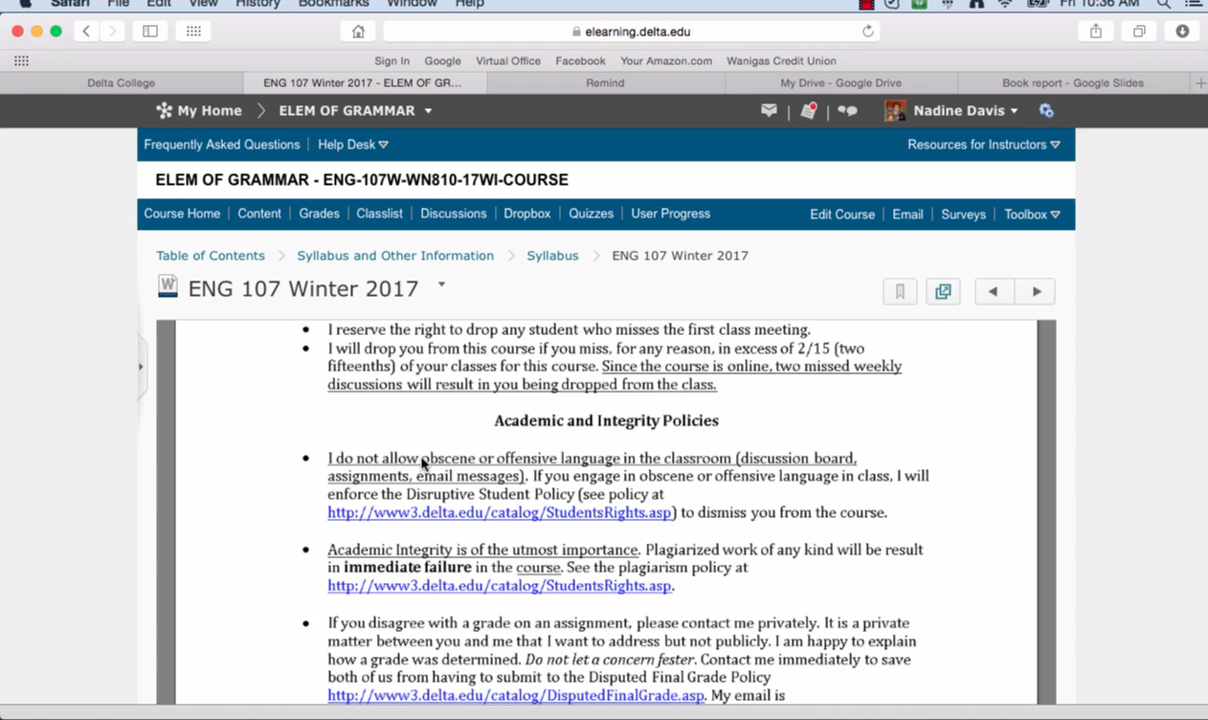 Safari File Edit View History Bookmarks Window Help Fri 10:36 AM
elearning.delta.edu
Sign In Google Virtual Office Facebook Your Amazon.com Wanigas Credit Union
Delta College ENG 107 Winter 2017 - ELEM OF GR... Remind My Drive - Google Drive Book report - Google Slides
My Home ELEM OF GRAMMAR Nadine Davis
Frequently Asked Questions Help Desk Resources for Instructors
ELEM OF GRAMMAR - ENG-107W-WN810-17WI-COURSE
Course Home Content Grades Classlist Discussions Dropbox Quizzes User Progress Edit Course Email Surveys Toolbox
Table of Contents Syllabus and Other Information Syllabus ENG 107 Winter 2017
W ENG 107 Winter 2017
• I reserve the right to drop any student who misses the first class meeting.
• I will drop you from this course if you miss, for any reason, in excess of 2/15 (two
fifteenths) of your classes for this course. Since the course is online, two missed weekly
discussions will result in you being dropped from the class.
Academic and Integrity Policies
• I do not allow obscene or offensive language in the classroom (discussion board,
assignments, email messages). If you engage in obscene or offensive language in class, I will
enforce the Disruptive Student Policy (see policy at
http://www3.delta.edu/catalog/StudentsRights.asp) to dismiss you from the course.
• Academic Integrity is of the utmost importance. Plagiarized work of any kind will be result
in immediate failure in the course. See the plagiarism policy at
http://www3.delta.edu/catalog/StudentsRights.asp.
• If you disagree with a grade on an assignment, please contact me privately. It is a private
matter between you and me that I want to address but not publicly. I am happy to explain
how a grade was determined. Do not let a concern fester. Contact me immediately to save
both of us from having to submit to the Disputed Final Grade Policy
http://www3.delta.edu/catalog/DisputedFinalGrade.asp. My email is